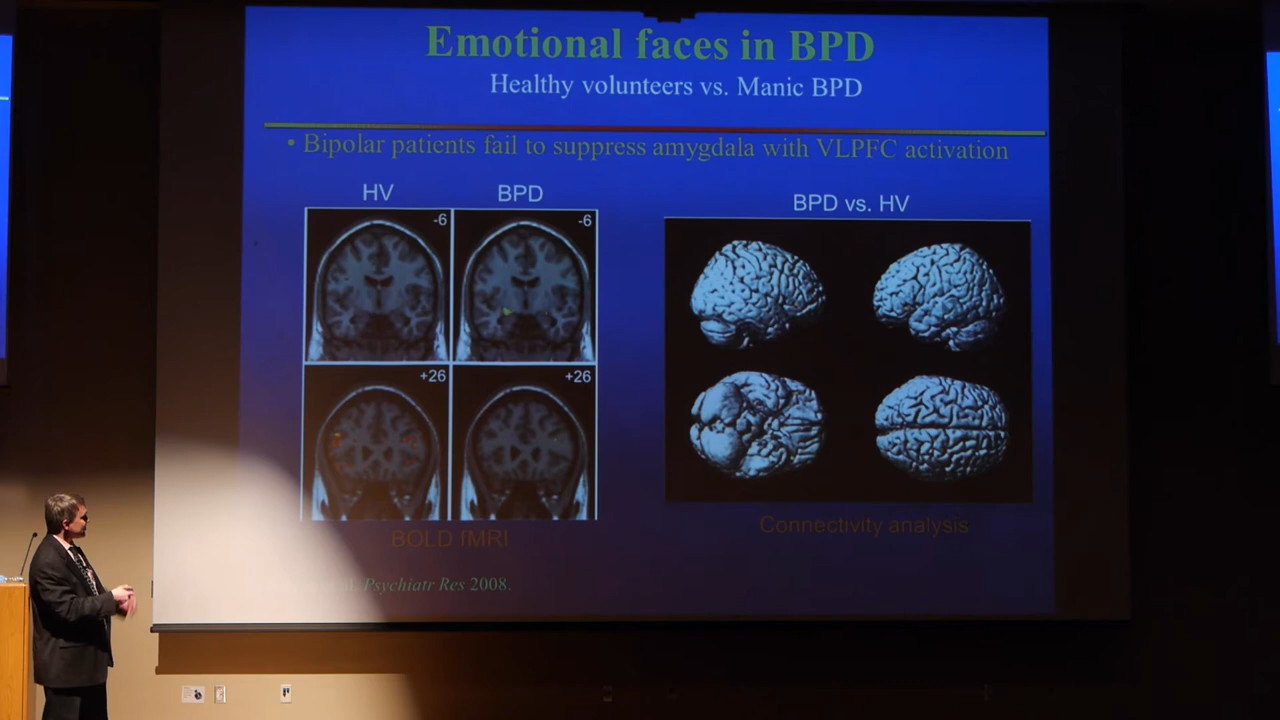 Emotional faces in BPD
Healthy volunteers vs. Manic BPD
• Bipolar patients fail to suppress amygdala with VLPFC activation
HV
BPD
BPD vs. HV
-6
-6
+26
+26
BOLD fMRI
Connectivity analysis
Psychiatr Res 2008.